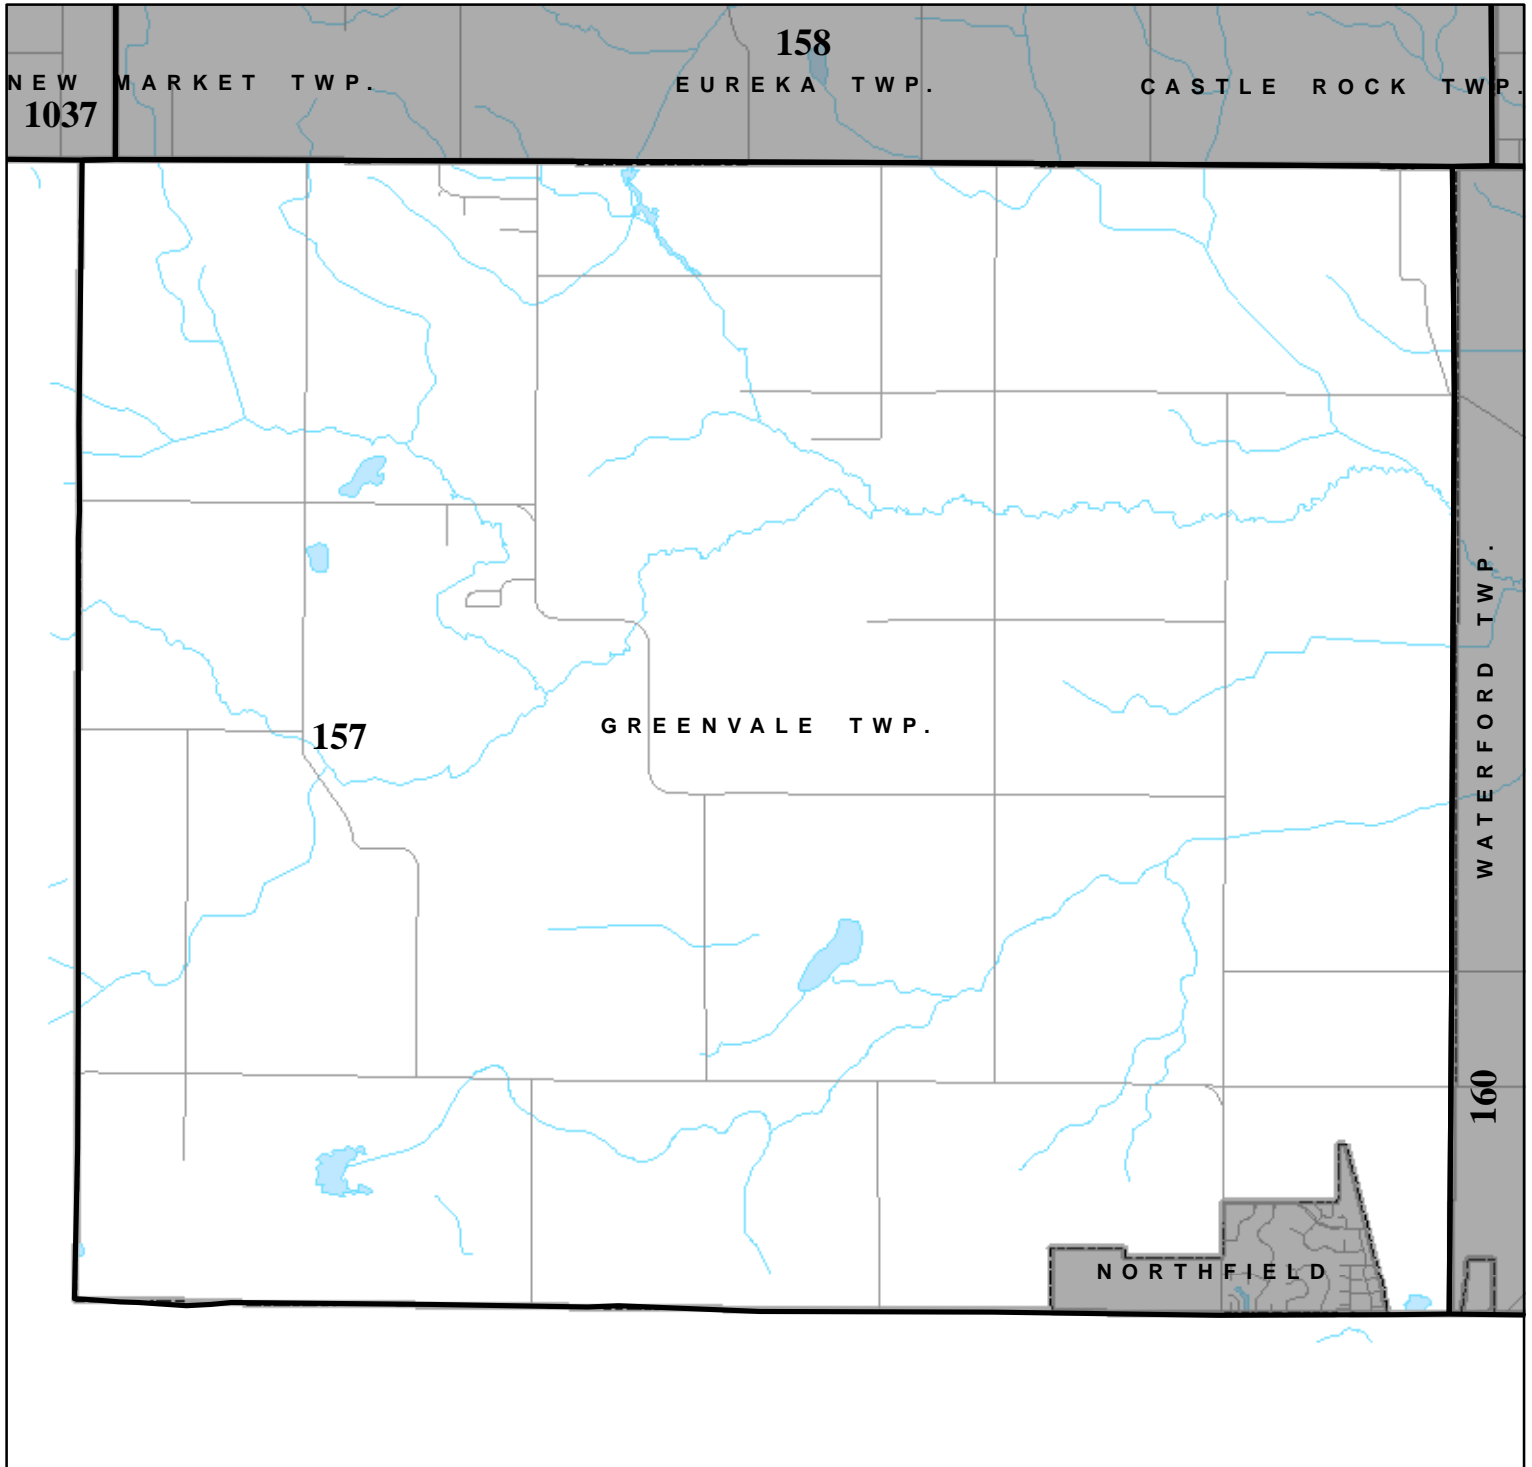 158
NEW MARKET TWP.
EUREKA TWP.
CASTLE ROCK TWP.
1037
WATERFORD TWP.
157
GREENVALE TWP.
160
NORTHFIELD